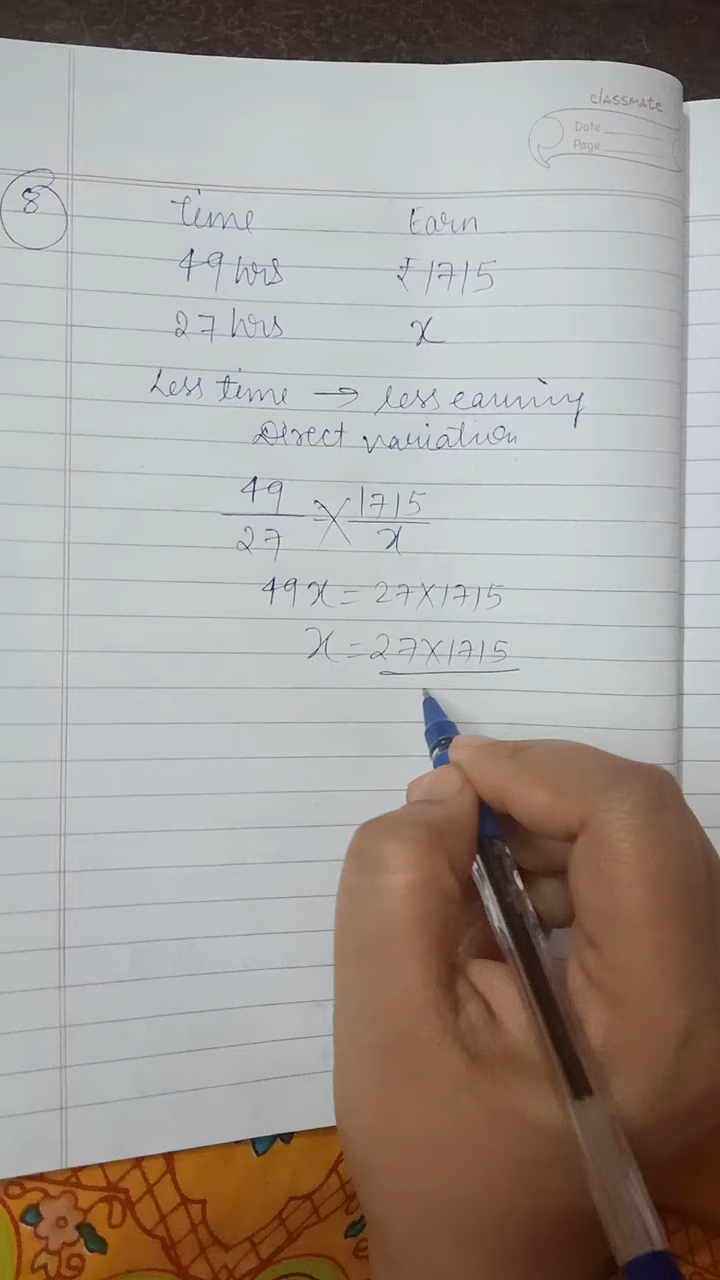 classmate
Date
Page
8
Time Earn
49 hrs ₹1715
27 hrs x
Less time → less earning
Direct variation
49/27 = 1715/x
49x = 27×1715
x = 27×1715